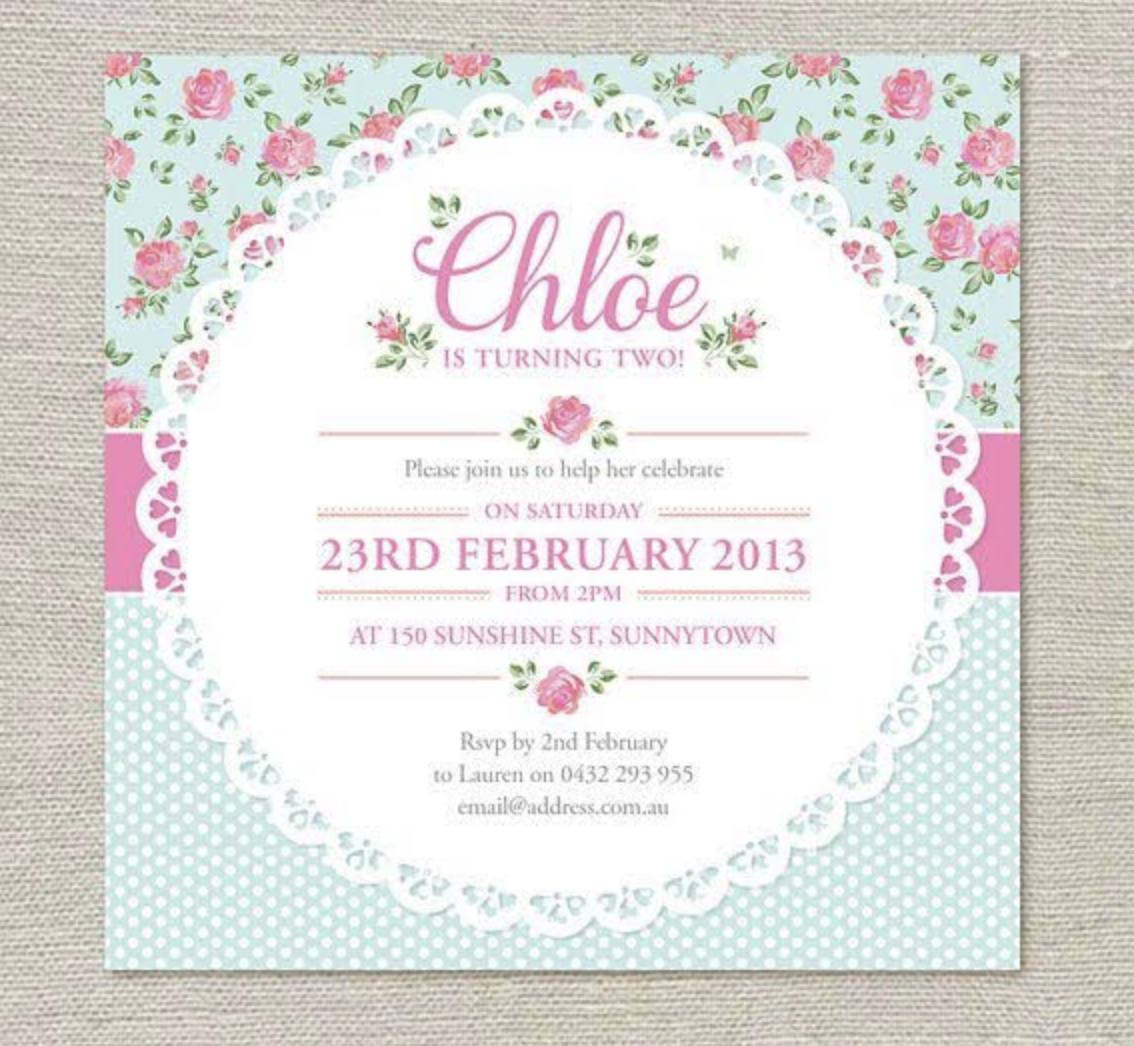 Chloe
IS TURNING TWO!
Please join us to help her celebrate
ON SATURDAY
23RD FEBRUARY 2013
FROM 2PM
AT 150 SUNSHINE ST, SUNNYTOWN
Rsvp by 2nd February
to Lauren on 0432 293 955
email@address.com.au